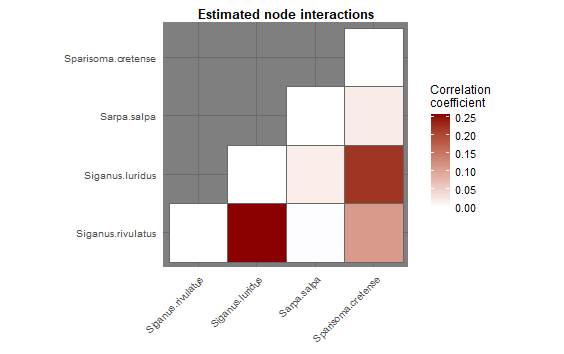 Estimated node interactions
Sparisoma.cretense
Sarpa.salpa
Siganus.luridus
Siganus.rivulatus
Siganus.rivulatus
Siganus.luridus
Sarpa.salpa
Sparisoma.cretense
Correlation
coefficient
0.25
0.20
0.15
0.10
0.05
0.00